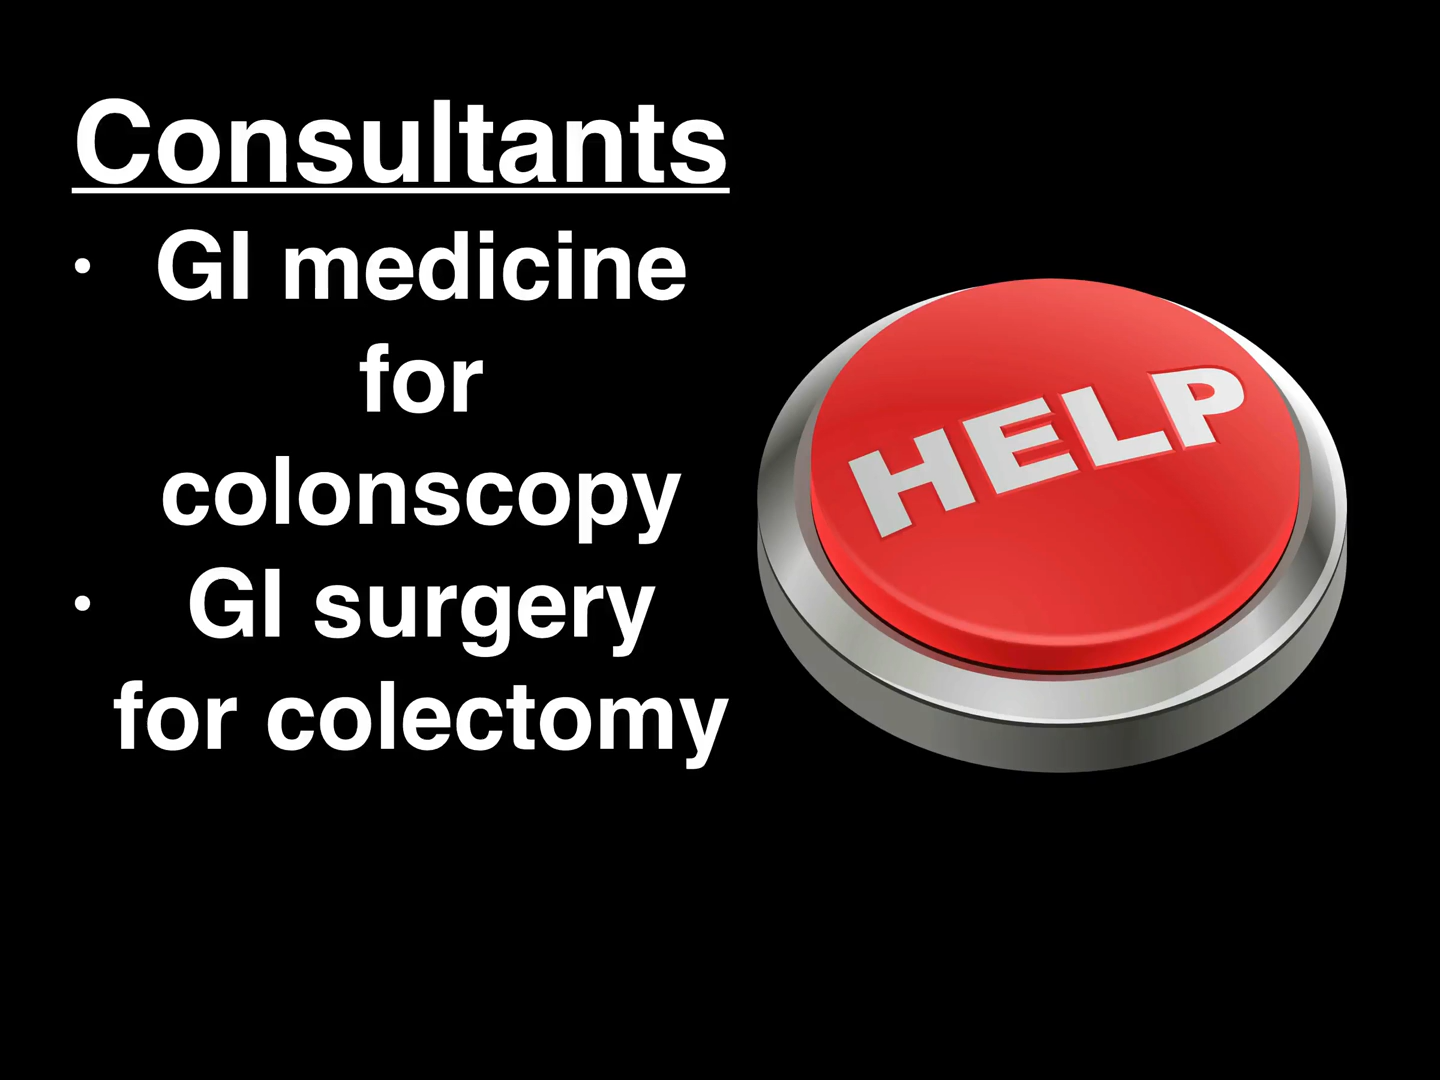 Consultants
• GI medicine
for
colonscopy
• GI surgery
for colectomy
HELP